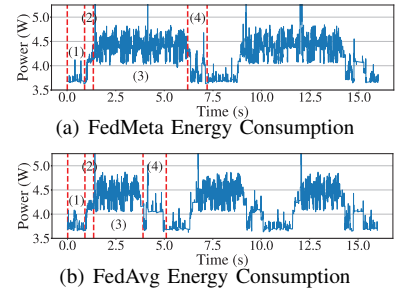 (2) (4)
5.0
4.5
(1)
4.0
(3)
3.5
Power (W)
0.0 2.5 5.0 7.5 10.0 12.5 15.0
Time (s)
(a) FedMeta Energy Consumption
(2) (4)
5.0
4.5
(1)
4.0
(3)
3.5
Power (W)
0.0 2.5 5.0 7.5 10.0 12.5 15.0
Time (s)
(b) FedAvg Energy Consumption